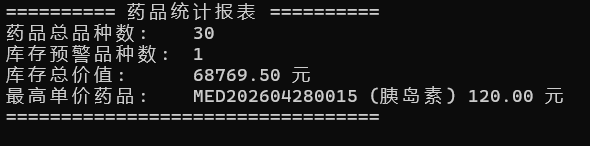 ========== 药品统计报表 ==========
药品总品种数:   30
库存预警品种数: 1
库存总价值:     68769.50 元
最高单价药品:   MED202604280015 (胰岛素) 120.00 元
==================================